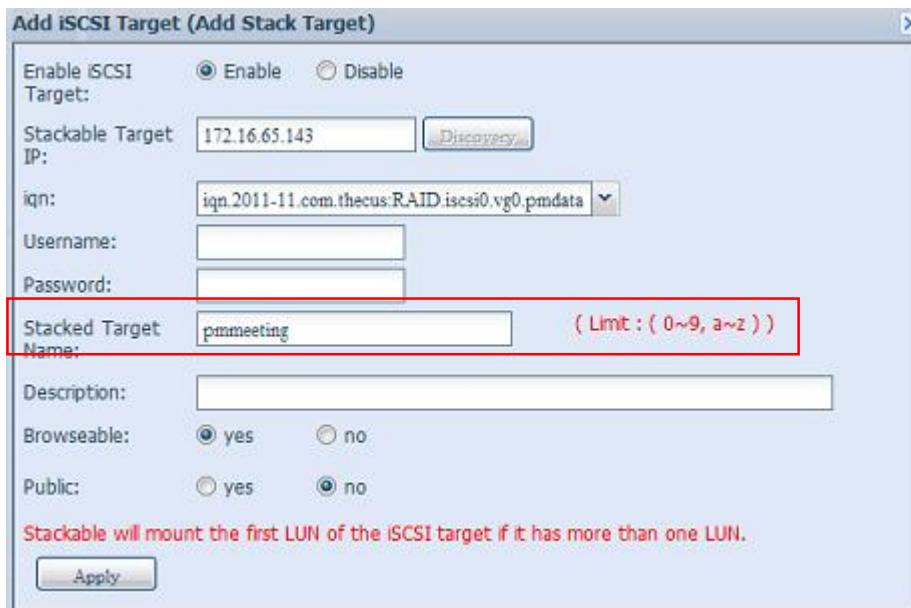 Add iSCSI Target (Add Stack Target)
Enable iSCSI Target: Enable Disable
Stackable Target IP: 172.16.65.143 Discovery
iqn: iqn.2011-11.com.thecus:RAID.iscsi0.vg0.pmdata
Username:
Password:
Stacked Target Name: pmmeeting ( Limit : ( 0~9, a~z ) )
Description:
Browseable: yes no
Public: yes no
Stackable will mount the first LUN of the iSCSI target if it has more than one LUN.
Apply